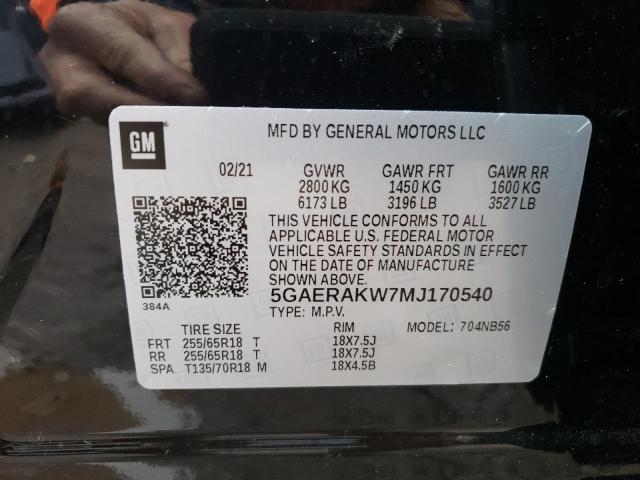 GM
MFD BY GENERAL MOTORS LLC
02/21 GVWR GAWR FRT GAWR RR
2800 KG 1450 KG 1600 KG
6173 LB 3196 LB 3527 LB
THIS VEHICLE CONFORMS TO ALL
APPLICABLE U.S. FEDERAL MOTOR
VEHICLE SAFETY STANDARDS IN EFFECT
ON THE DATE OF MANUFACTURE
SHOWN ABOVE.
384A
5GAERAKW7MJ170540
TYPE: M.P.V. MODEL: 704NB56
TIRE SIZE RIM
FRT 255/65R18 T 18X7.5J
RR 255/65R18 T 18X7.5J
SPA T135/70R18 M 18X4.5B